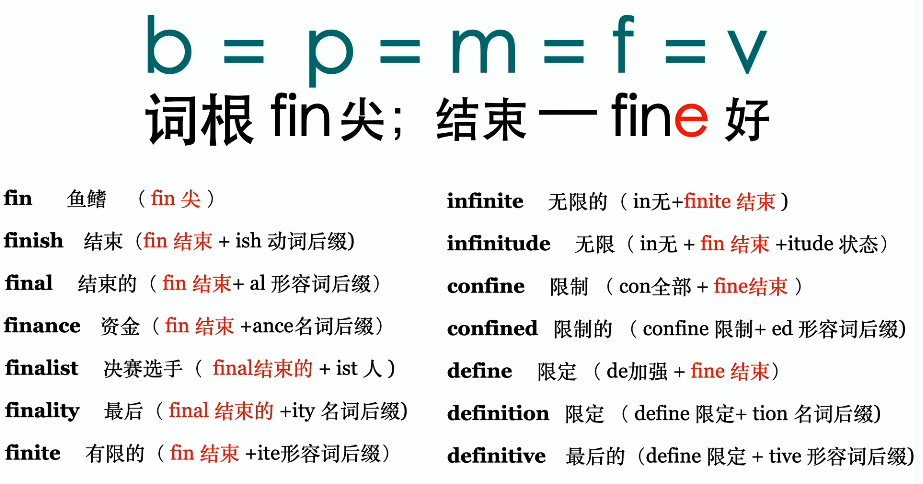 b = p = m = f = v
词根 fin尖；结束 — fine 好
fin 鱼鳍 （ fin 尖 ）
finish 结束（fin 结束 + ish 动词后缀)
final 结束的（ fin 结束+ al 形容词后缀）
finance 资金（ fin 结束 +ance名词后缀）
finalist 决赛选手（ final结束的 + ist 人 )
finality 最后（ final 结束的 +ity 名词后缀)
finite 有限的（ fin 结束 +ite形容词后缀）
infinite 无限的（ in无+finite 结束 )
infinitude 无限（ in无 + fin 结束 +itude 状态）
confine 限制 （ con全部 + fine结束 ）
confined 限制的 （ confine 限制+ ed 形容词后缀)
define 限定（ de加强 + fine 结束）
definition 限定 （ define 限定+ tion 名词后缀)
definitive 最后的（define 限定 + tive 形容词后缀)